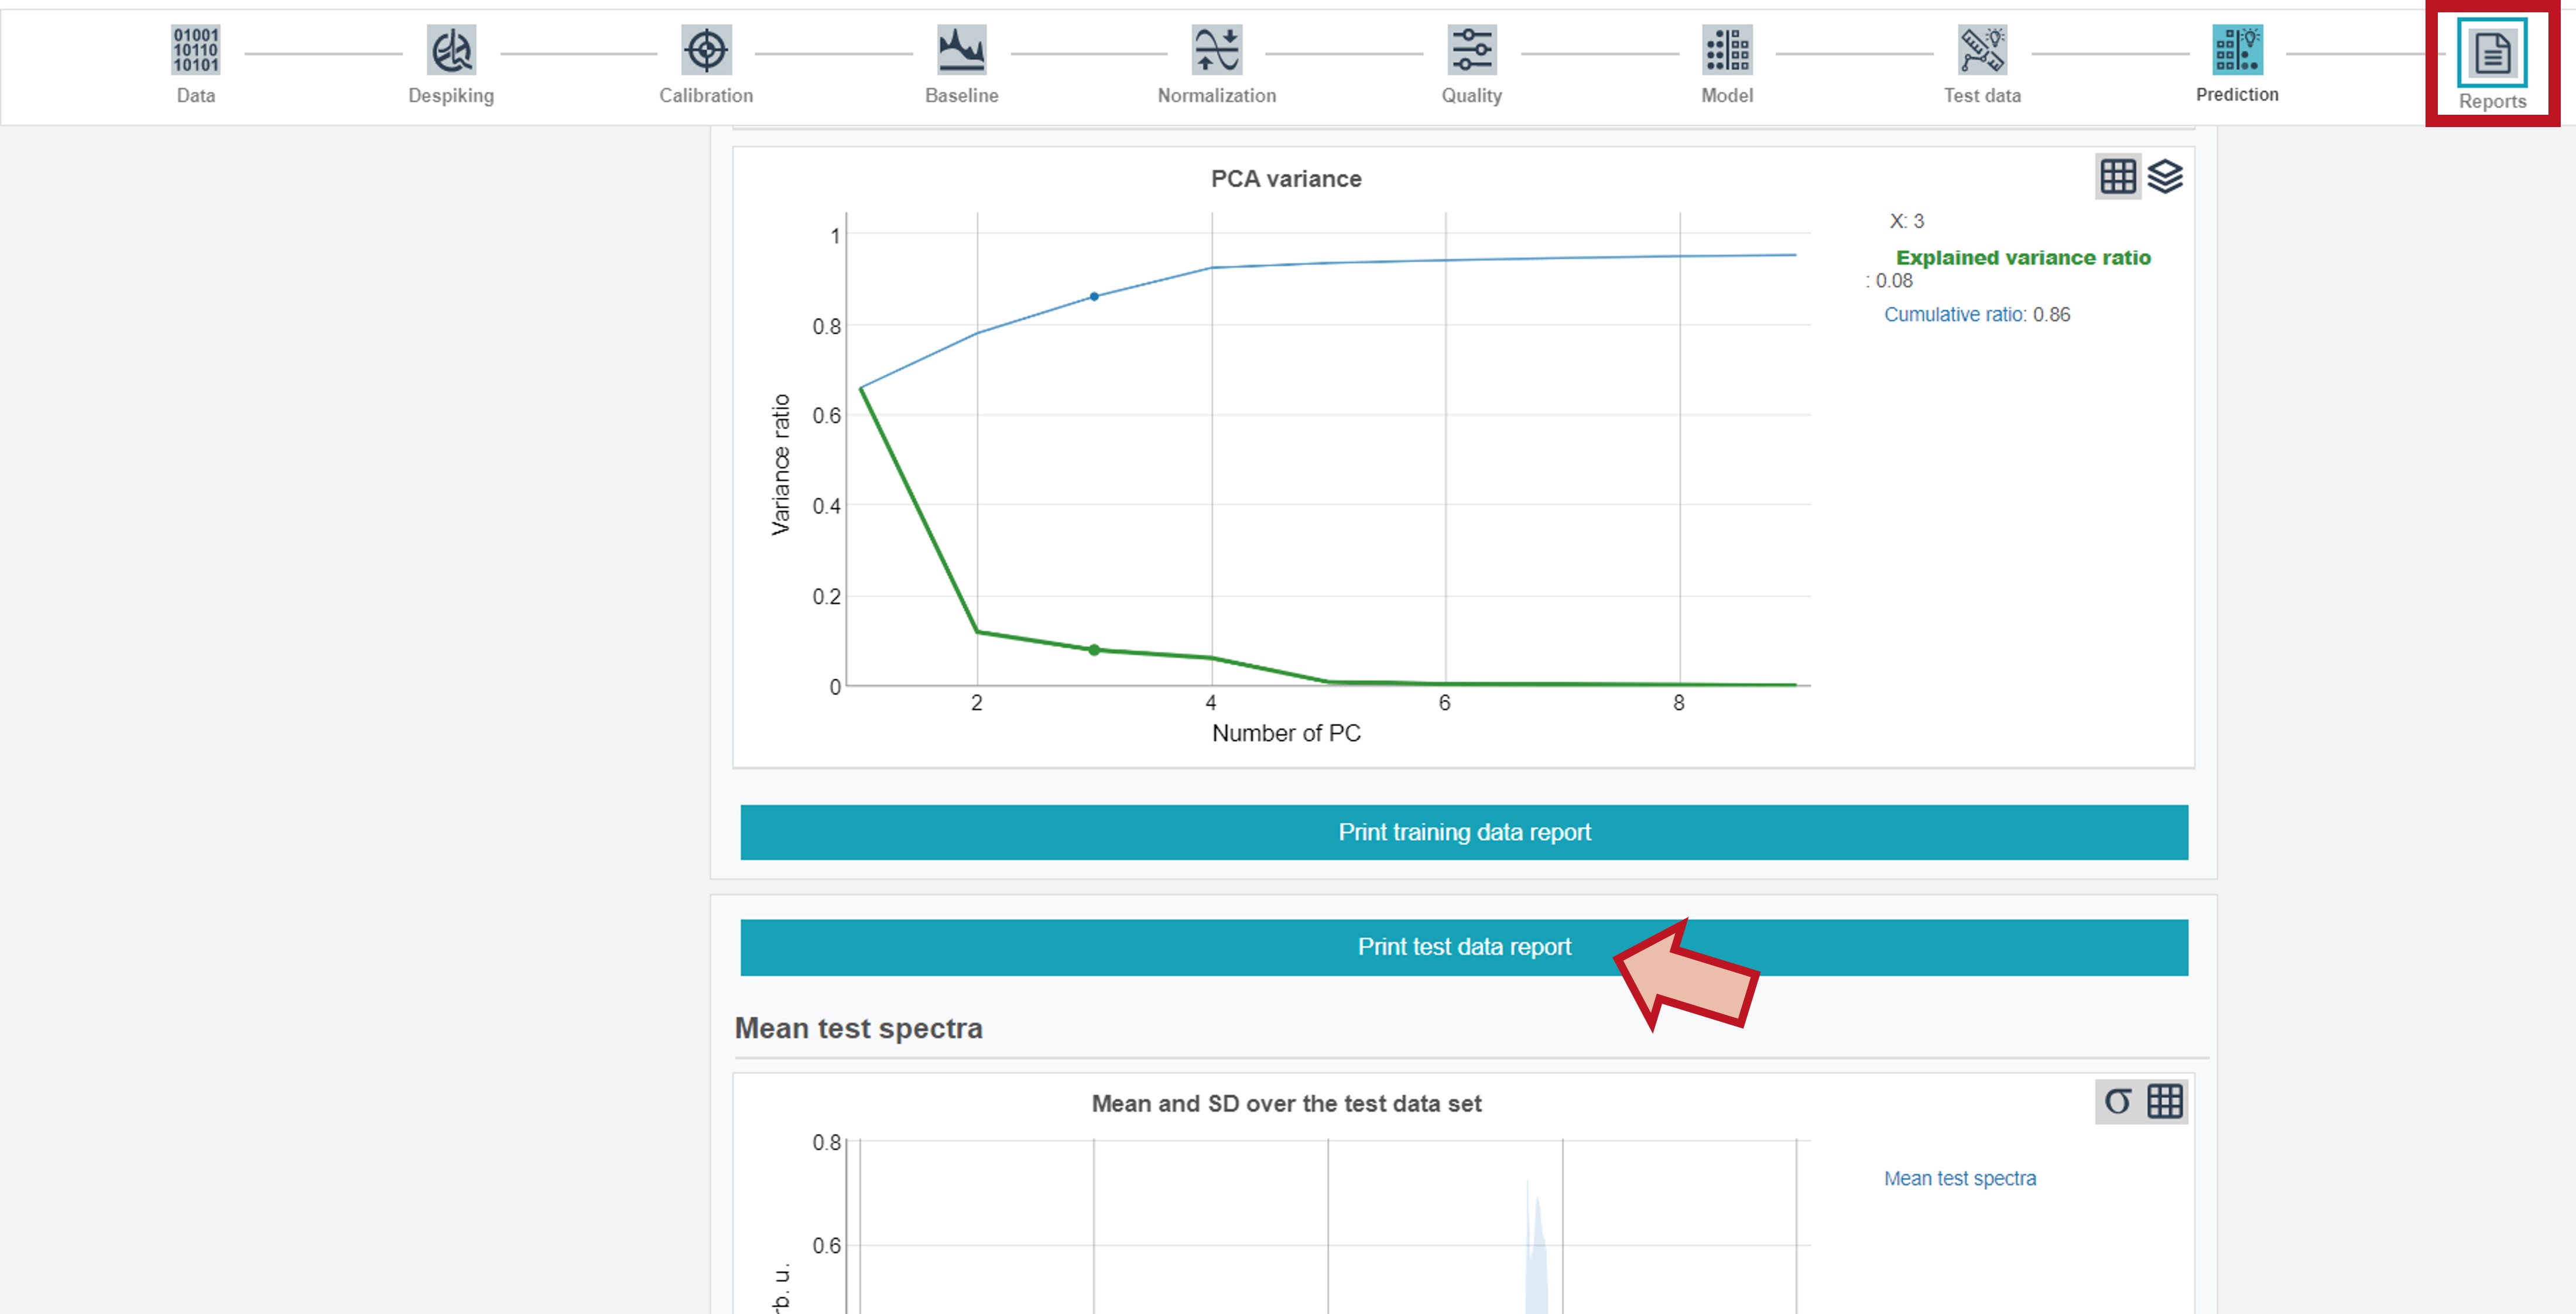 01001
10110
10101
Data
Despiking
Calibration
Baseline
Normalization
Quality
Model
Test data
Prediction
Reports
PCA variance
X: 3
Explained variance ratio
: 0.08
Cumulative ratio: 0.86
1
0.8
0.6
0.4
0.2
0
Variance ratio
2 4 6 8
Number of PC
Print training data report
Print test data report
Mean test spectra
Mean and SD over the test data set
σ
Mean test spectra
0.8
0.6
rb. u.